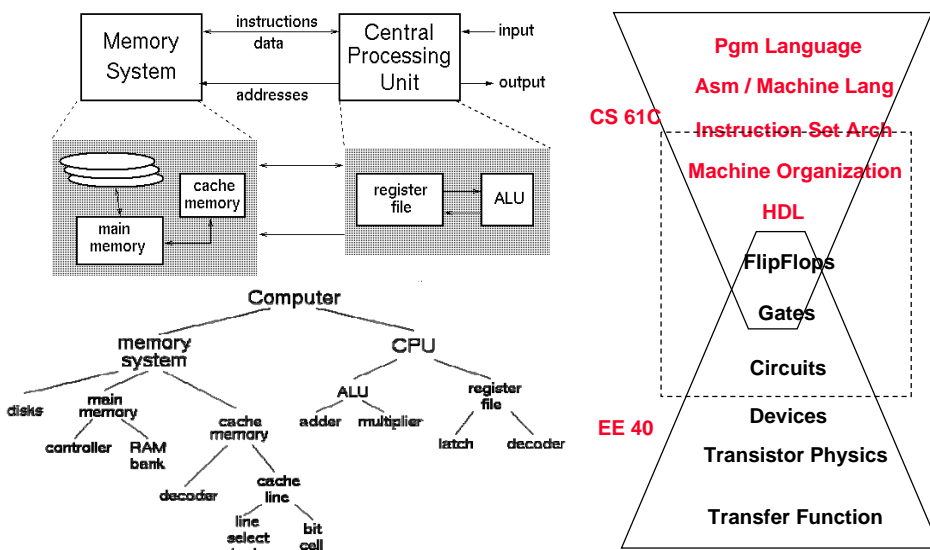 Memory
System
instructions
data
addresses
Central
Processing
Unit
input
output
cache
memory
main
memory
register
file
ALU
Computer
memory
system
CPU
disks
main
memory
controller
RAM
bank
cache
memory
decoder
cache
line
line
select
bit
cell
ALU
adder
multiplier
register
file
latch
decoder
Pgm Language
Asm / Machine Lang
CS 61C
Instruction Set Arch
Machine Organization
HDL
FlipFlops
Gates
Circuits
EE 40
Devices
Transistor Physics
Transfer Function